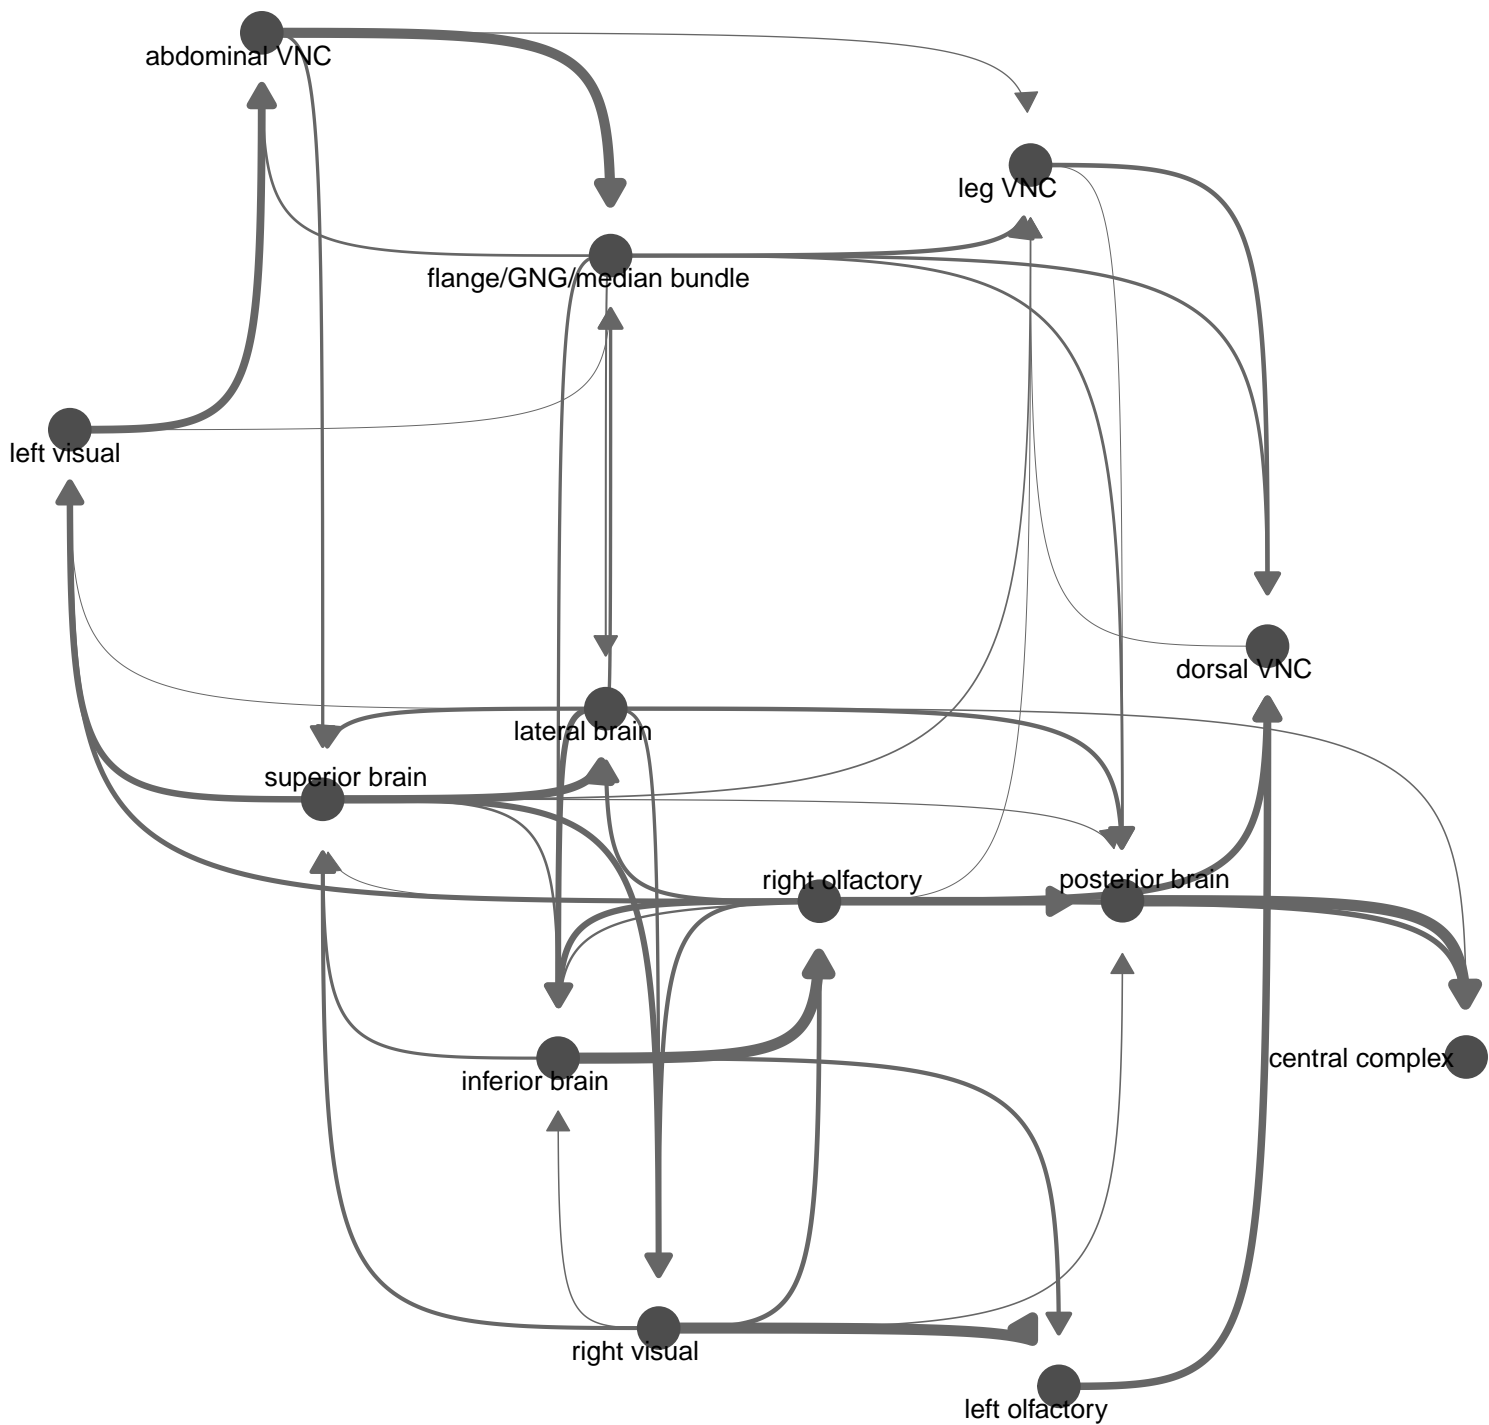 abdominal VNC
leg VNC
flange/GNG/median bundle
left visual
dorsal VNC
lateral brain
superior brain
right olfactory
posterior brain
central complex
inferior brain
right visual
left olfactory